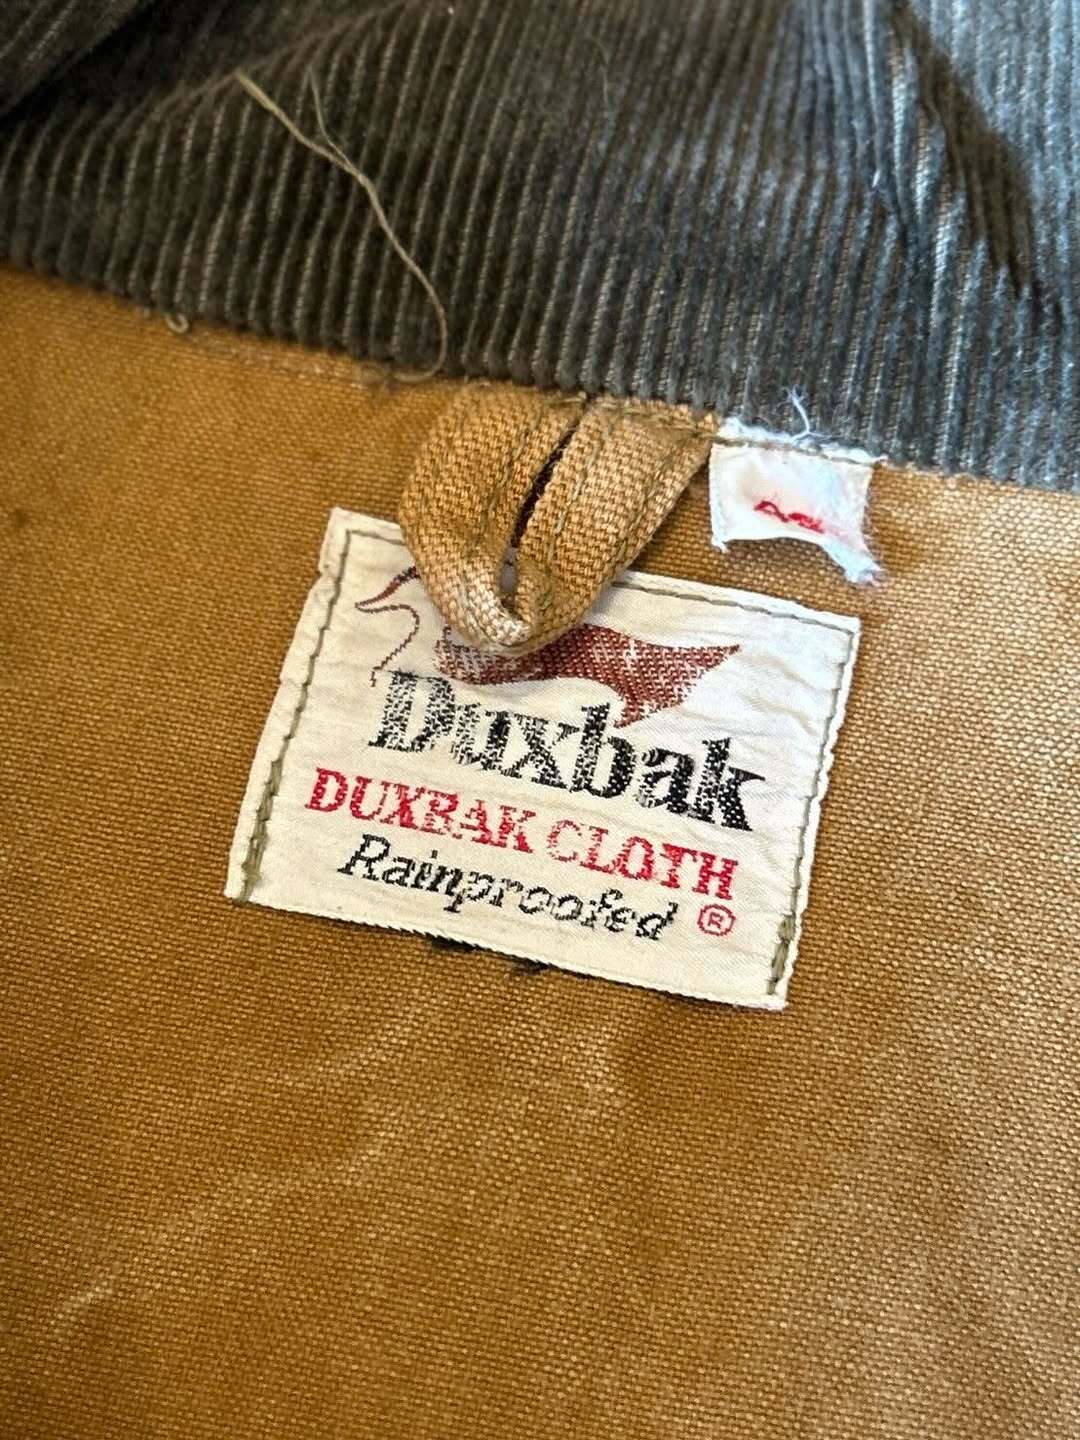 Duxbak
DUXBAK CLOTH
Rainproofed ®